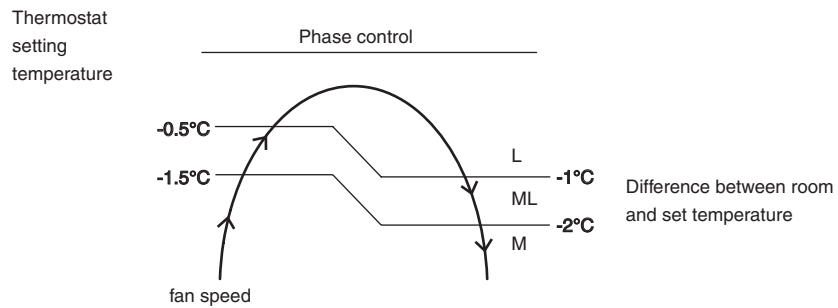 Thermostat
setting
temperature
Phase control
-0.5°C
-1.5°C
L
-1°C
ML
-2°C
M
Difference between room
and set temperature
fan speed